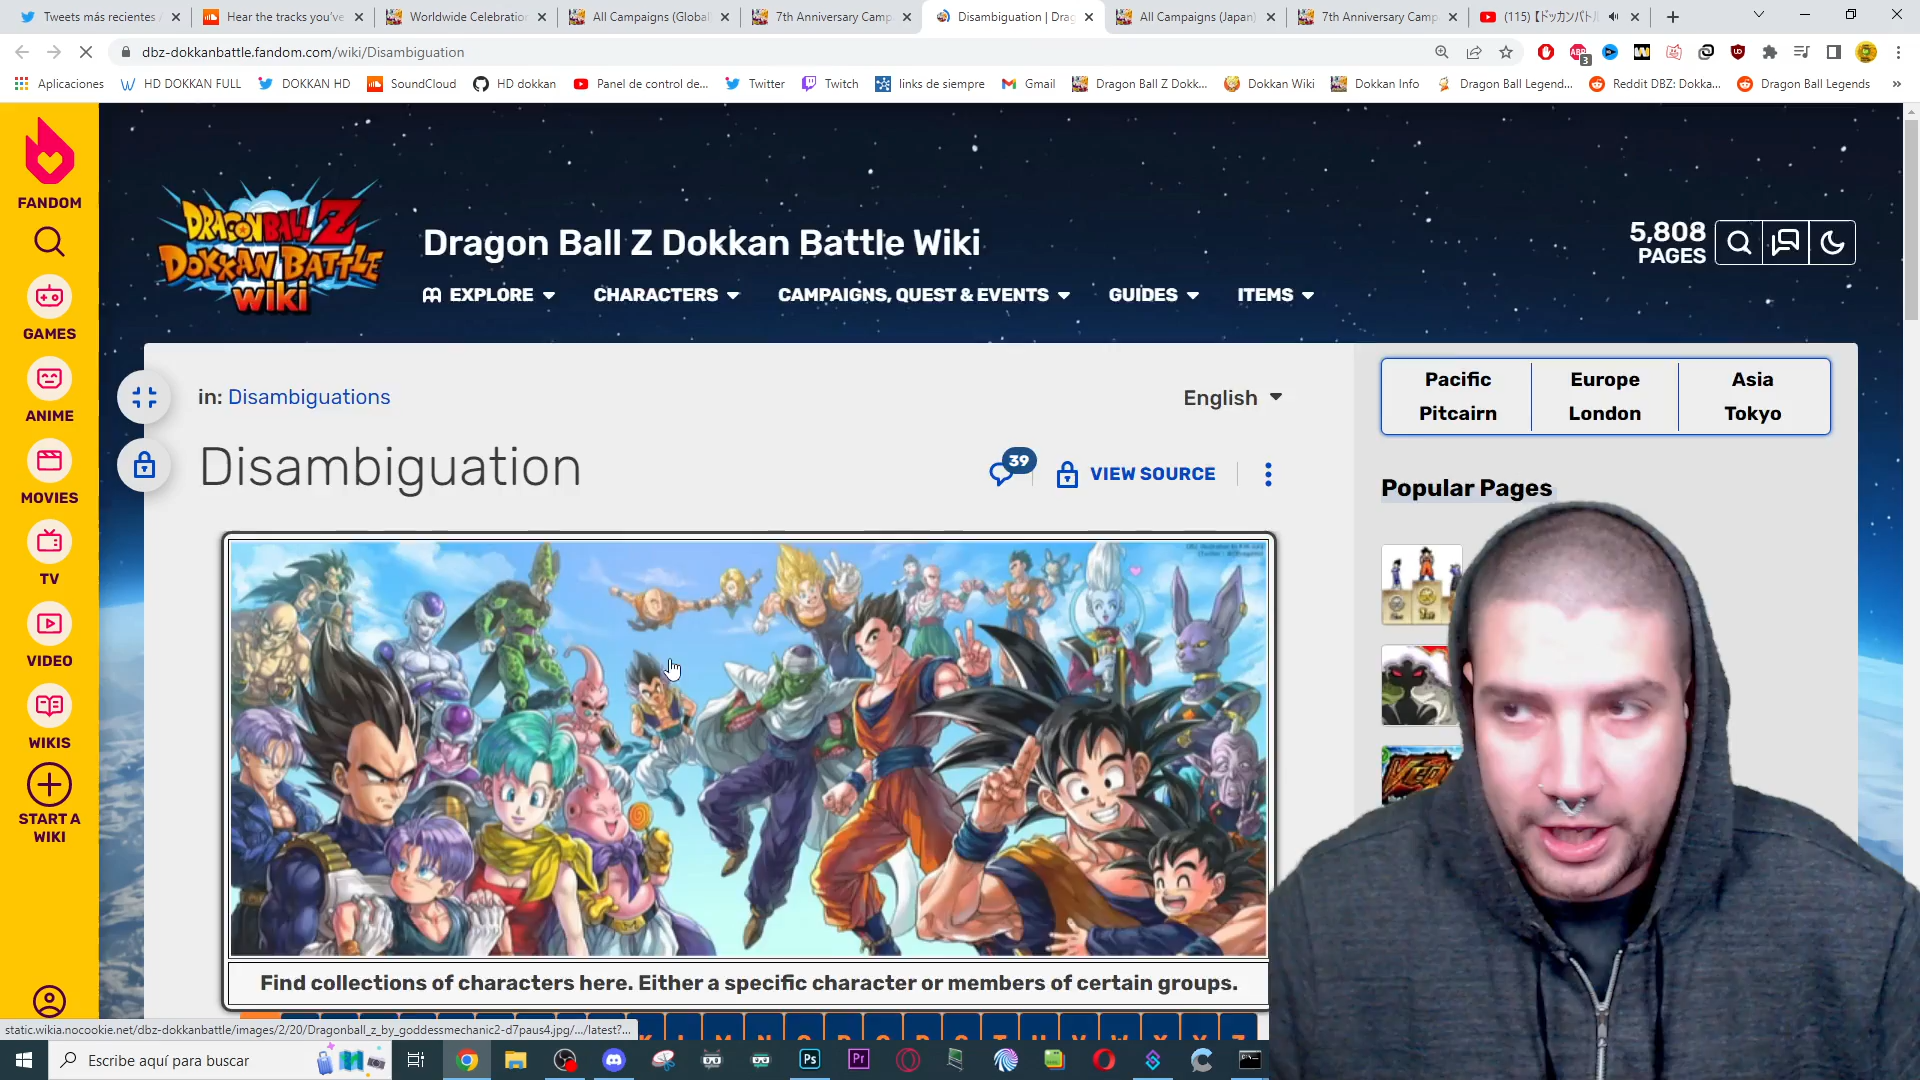 Tweets más recientes
Hear the tracks you've
Worldwide Celebration
All Campaigns (Global
7th Anniversary Camp
Disambiguation | Drag
All Campaigns (Japan)
7th Anniversary Camp
(115)【ドッカンバトル
dbz-dokkanbattle.fandom.com/wiki/Disambiguation
Aplicaciones
HD DOKKAN FULL
DOKKAN HD
SoundCloud
HD dokkan
Panel de control de...
Twitter
Twitch
links de siempre
Gmail
Dragon Ball Z Dokk...
Dokkan Wiki
Dokkan Info
Dragon Ball Legend...
Reddit DBZ: Dokka...
Dragon Ball Legends
FANDOM
GAMES
ANIME
MOVIES
TV
VIDEO
WIKIS
START A
WIKI
DRAGON BALL Z
DOKKAN BATTLE
wiki
Dragon Ball Z Dokkan Battle Wiki
5,808
PAGES
EXPLORE
CHARACTERS
CAMPAIGNS, QUEST & EVENTS
GUIDES
ITEMS
in: Disambiguations
English
Disambiguation
39
VIEW SOURCE
Pacific
Pitcairn
Europe
London
Asia
Tokyo
Popular Pages
Find collections of characters here. Either a specific character or members of certain groups.
static.wikia.nocookie.net/dbz-dokkanbattle/images/2/20/Dragonball_z_by_goddessmechanic2-d7paus4.jpg/.../latest?...
Escribe aquí para buscar